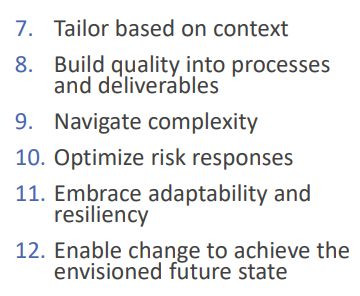 7. Tailor based on context
8. Build quality into processes
and deliverables
9. Navigate complexity
10. Optimize risk responses
11. Embrace adaptability and
resiliency
12. Enable change to achieve the
envisioned future state